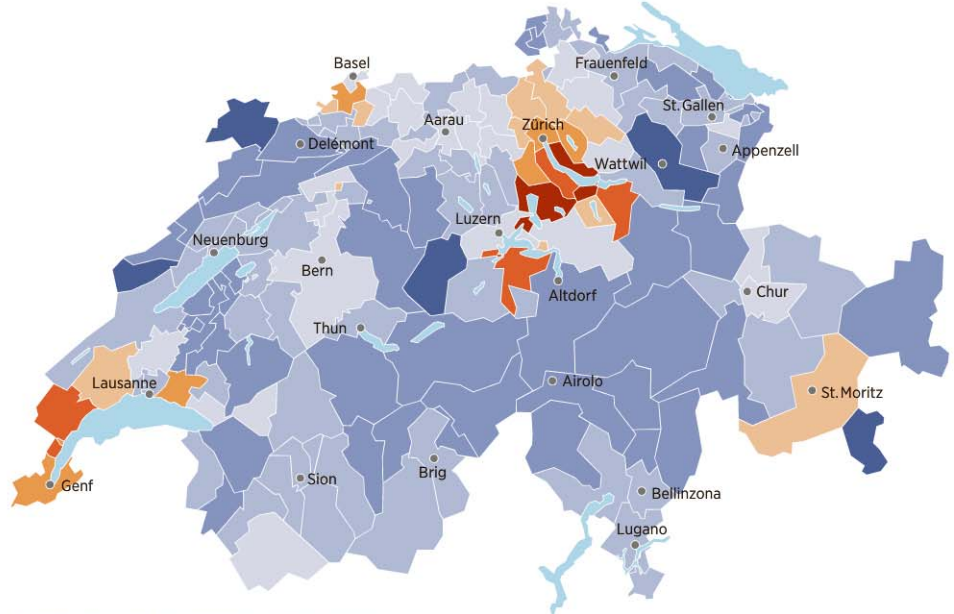 Basel
Frauenfeld
St. Gallen
Aarau
Zürich
Delémont
Appenzell
Wattwil
Luzern
Neuenburg
Bern
Altdorf
Chur
Thun
Airolo
Lausanne
St. Moritz
Sion
Brig
Genf
Bellinzona
Lugano